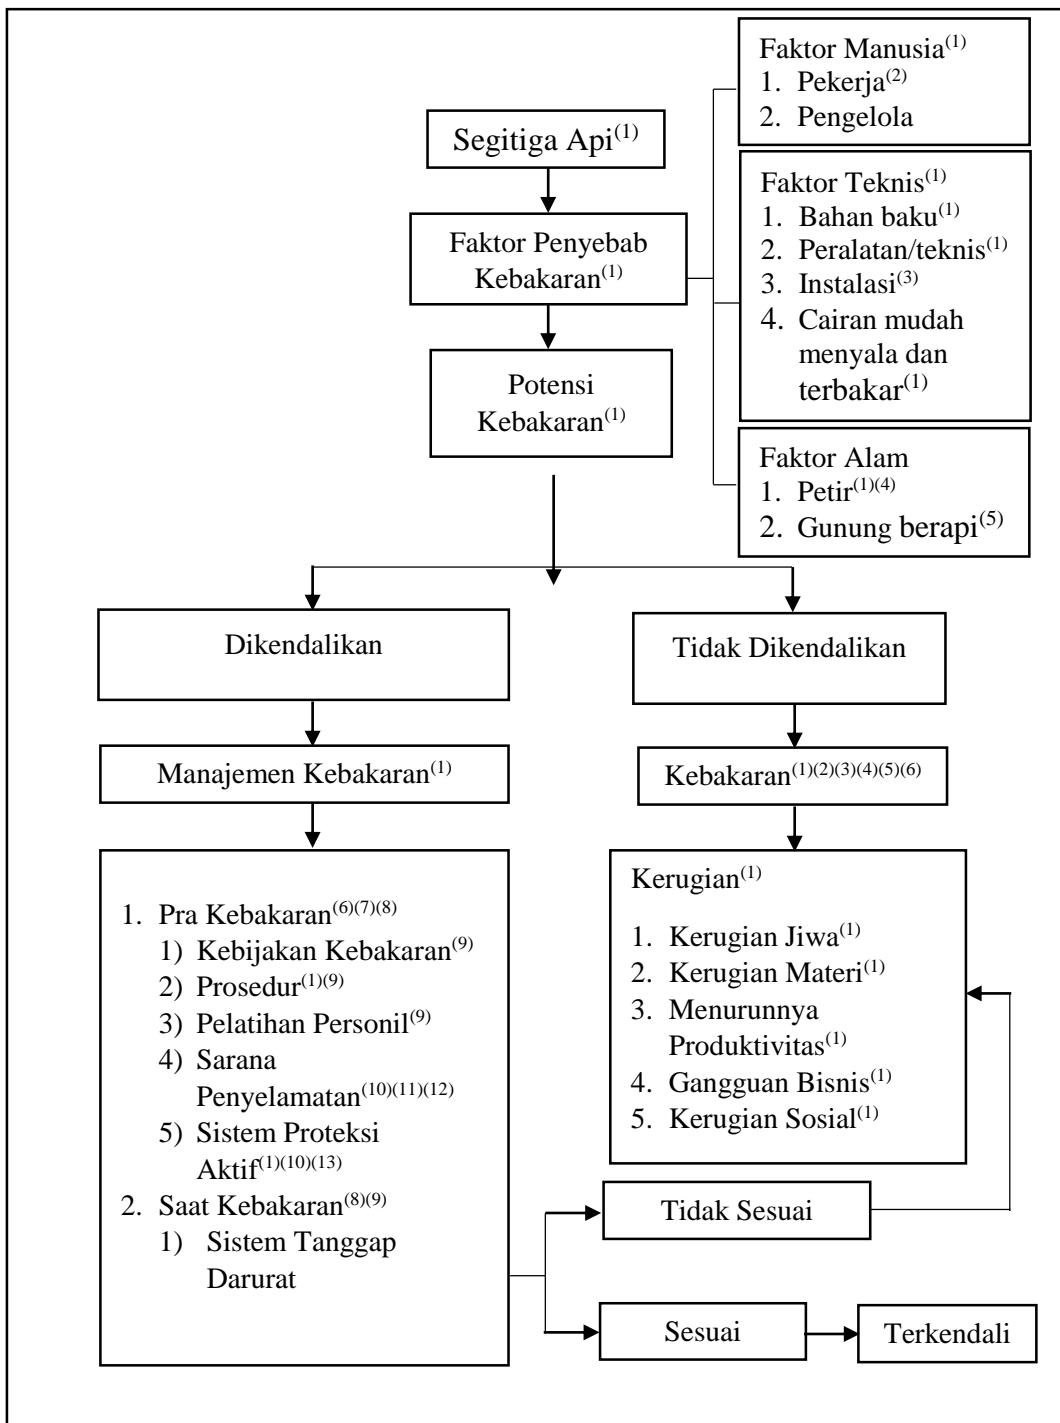 Faktor Manusia(1)
1. Pekerja(2)
2. Pengelola
Segitiga Api(1)
Faktor Teknis(1)
1. Bahan baku(1)
2. Peralatan/teknis(1)
3. Instalasi(3)
4. Cairan mudah
menyala dan
terbakar(1)
Faktor Penyebab
Kebakaran(1)
Potensi
Kebakaran(1)
Faktor Alam
1. Petir(1)(4)
2. Gunung berapi(5)
Dikendalikan
Tidak Dikendalikan
Manajemen Kebakaran(1)
Kebakaran(1)(2)(3)(4)(5)(6)
1. Pra Kebakaran(6)(7)(8)
1) Kebijakan Kebakaran(9)
2) Prosedur(1)(9)
3) Pelatihan Personil(9)
4) Sarana
Penyelamatan(10)(11)(12)
5) Sistem Proteksi
Aktif(1)(10)(13)
2. Saat Kebakaran(8)(9)
1) Sistem Tanggap
Darurat
Kerugian(1)
1. Kerugian Jiwa(1)
2. Kerugian Materi(1)
3. Menurunnya
Produktivitas(1)
4. Gangguan Bisnis(1)
5. Kerugian Sosial(1)
Tidak Sesuai
Sesuai
Terkendali